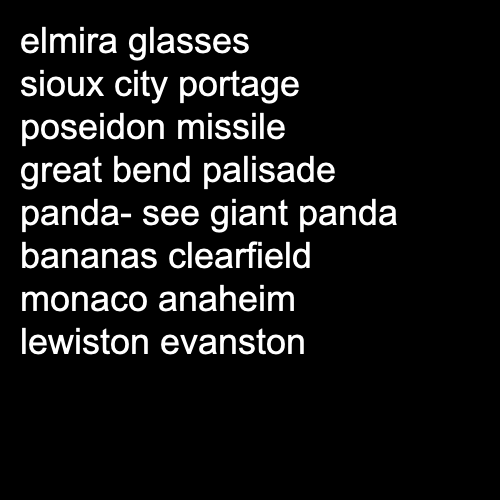 elmira glasses
sioux city portage
poseidon missile
great bend palisade
panda- see giant panda
bananas clearfield
monaco anaheim
lewiston evanston